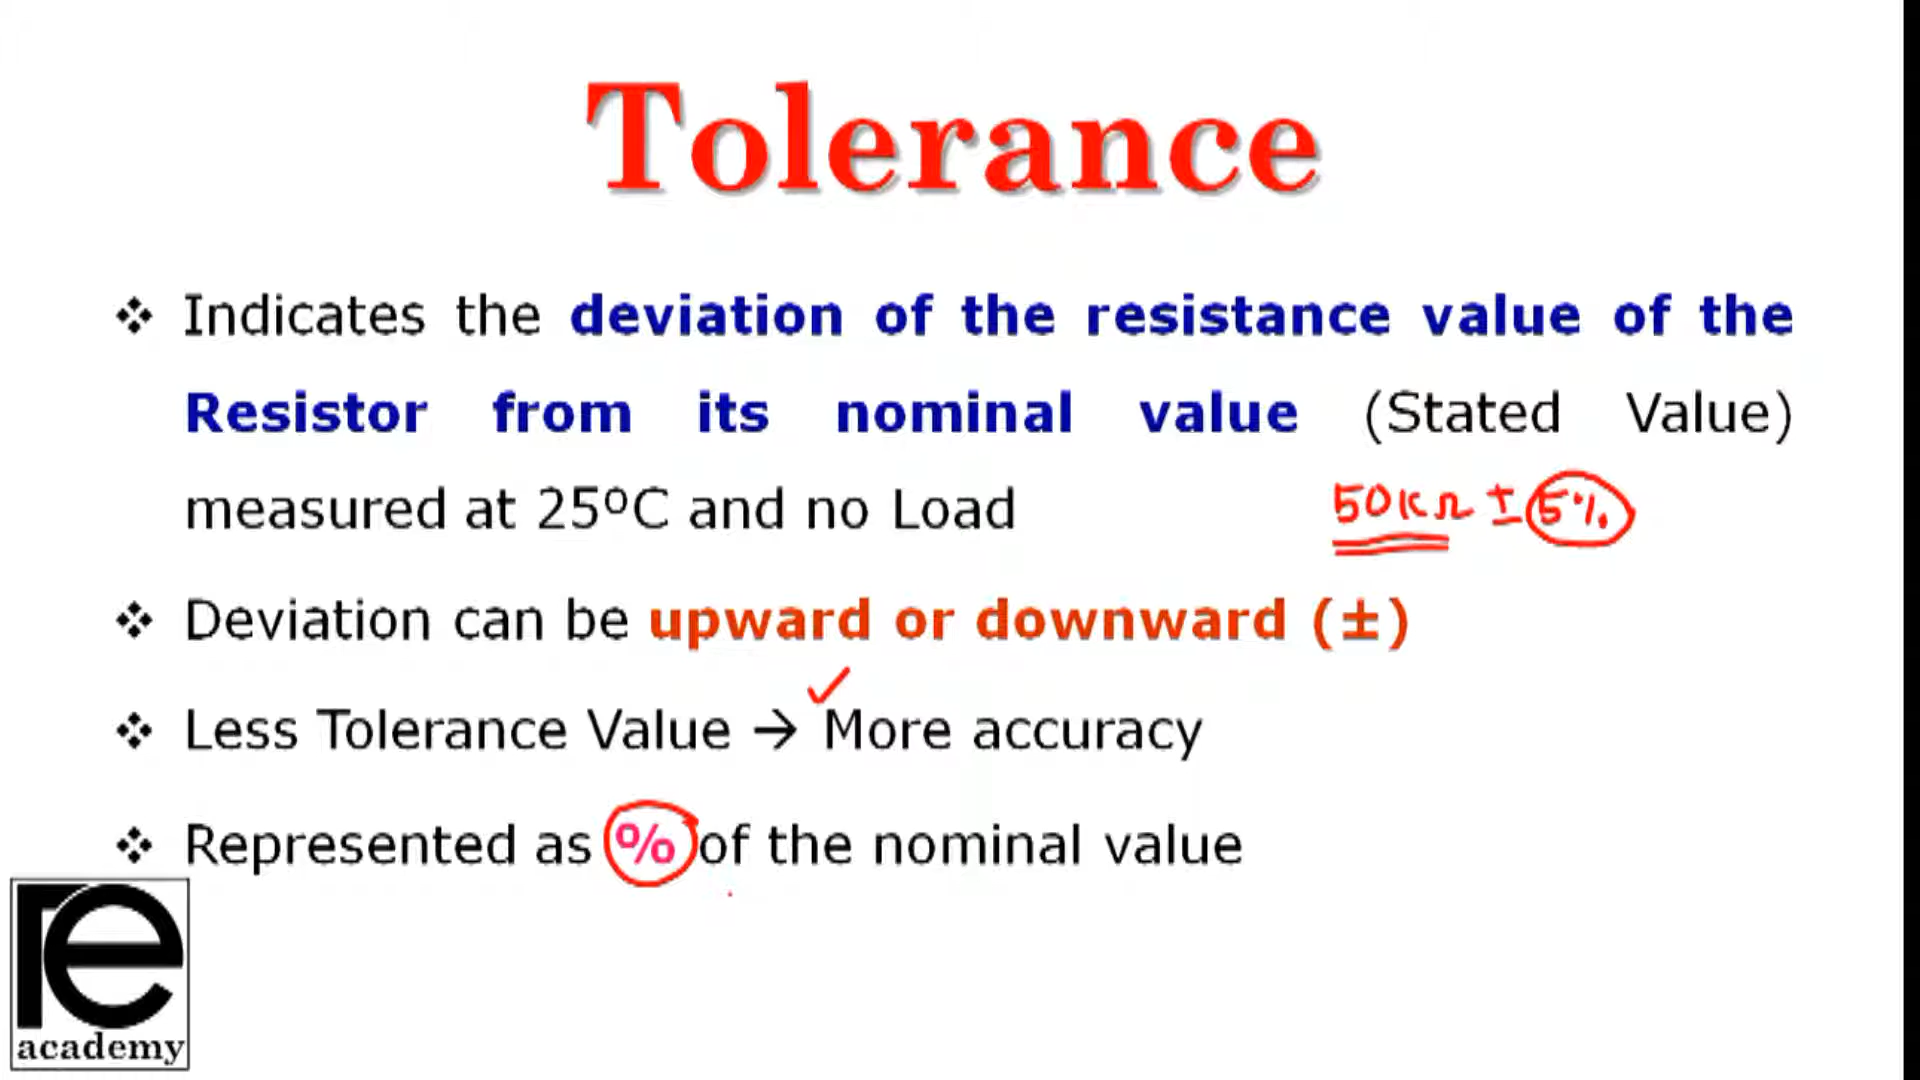 Tolerance
❖ Indicates the deviation of the resistance value of the
Resistor from its nominal value (Stated Value)
measured at 25ºC and no Load
50KΩ ± 5%
❖ Deviation can be upward or downward (±)
❖ Less Tolerance Value → More accuracy
❖ Represented as % of the nominal value
re
academy